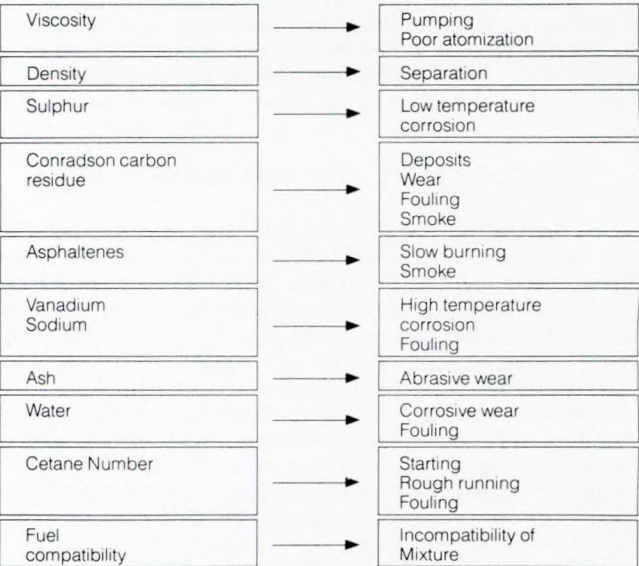 Viscosity
Pumping
Poor atomization
Density
Separation
Sulphur
Low temperature
corrosion
Conradson carbon
residue
Deposits
Wear
Fouling
Smoke
Asphaltenes
Slow burning
Smoke
Vanadium
Sodium
High temperature
corrosion
Fouling
Ash
Abrasive wear
Water
Corrosive wear
Fouling
Cetane Number
Starting
Rough running
Fouling
Fuel
compatibility
Incompatibility of
Mixture